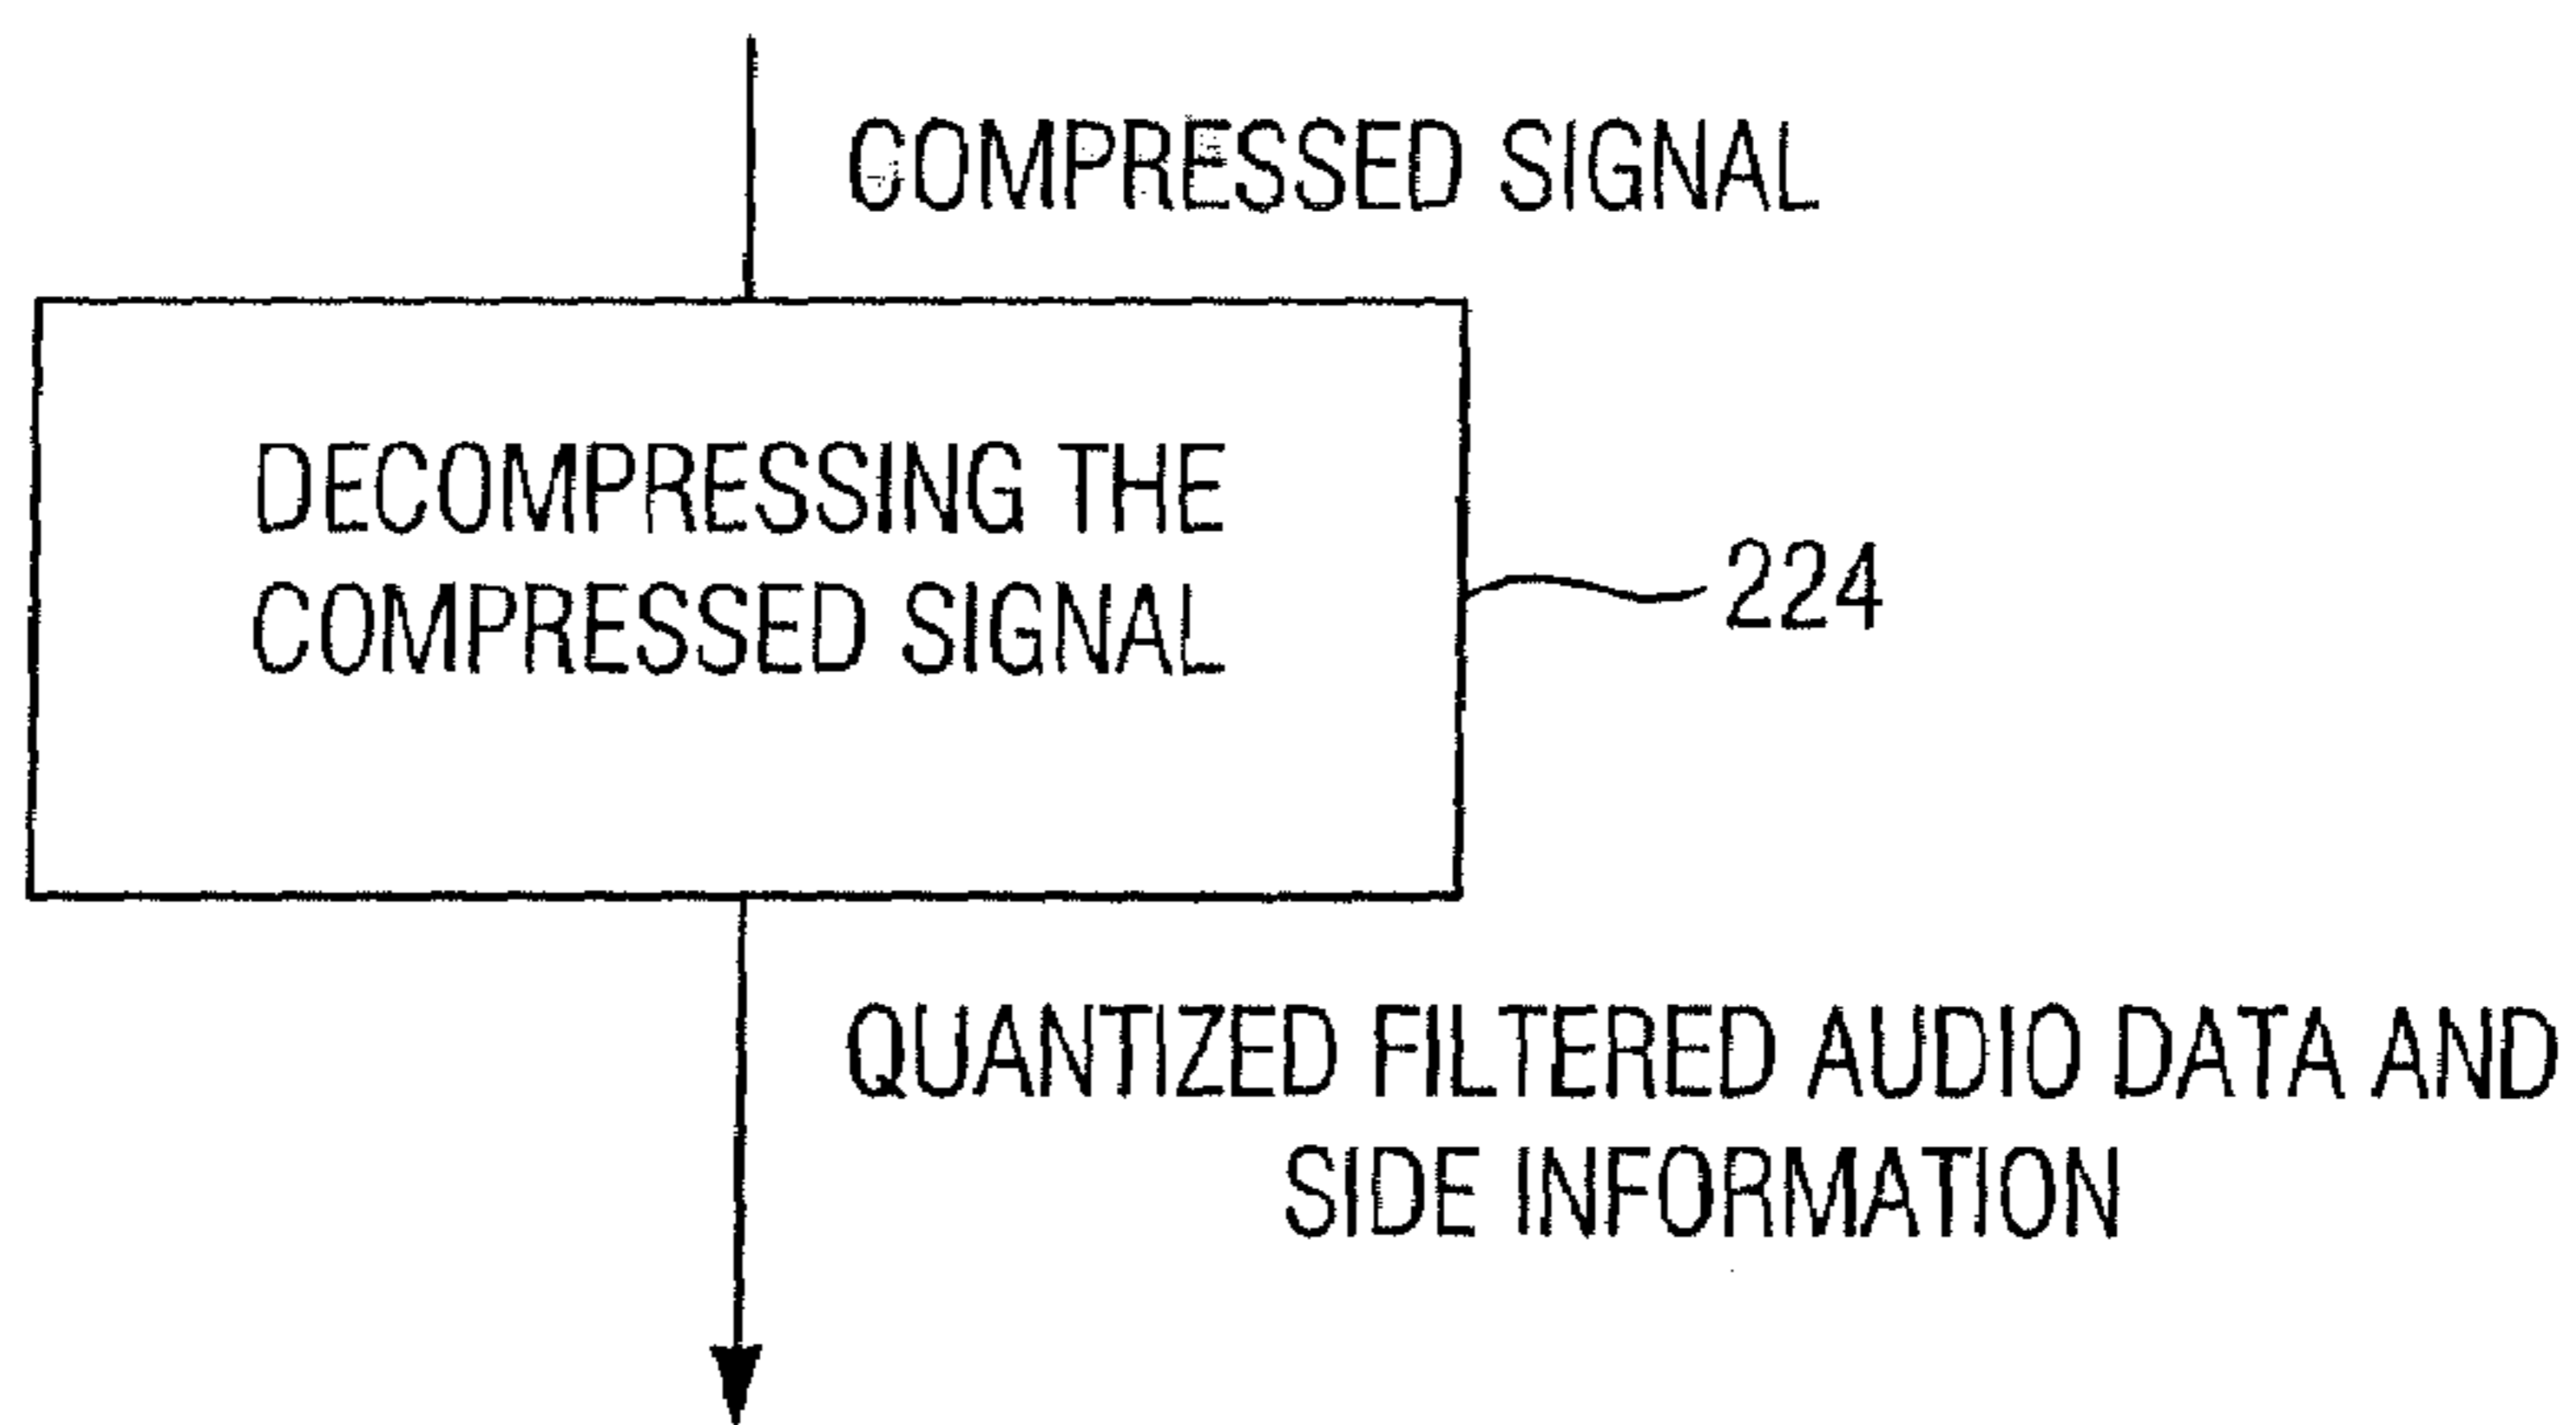 COMPRESSED SIGNAL
DECOMPRESSING THE
COMPRESSED SIGNAL
224
QUANTIZED FILTERED AUDIO DATA AND
SIDE INFORMATION